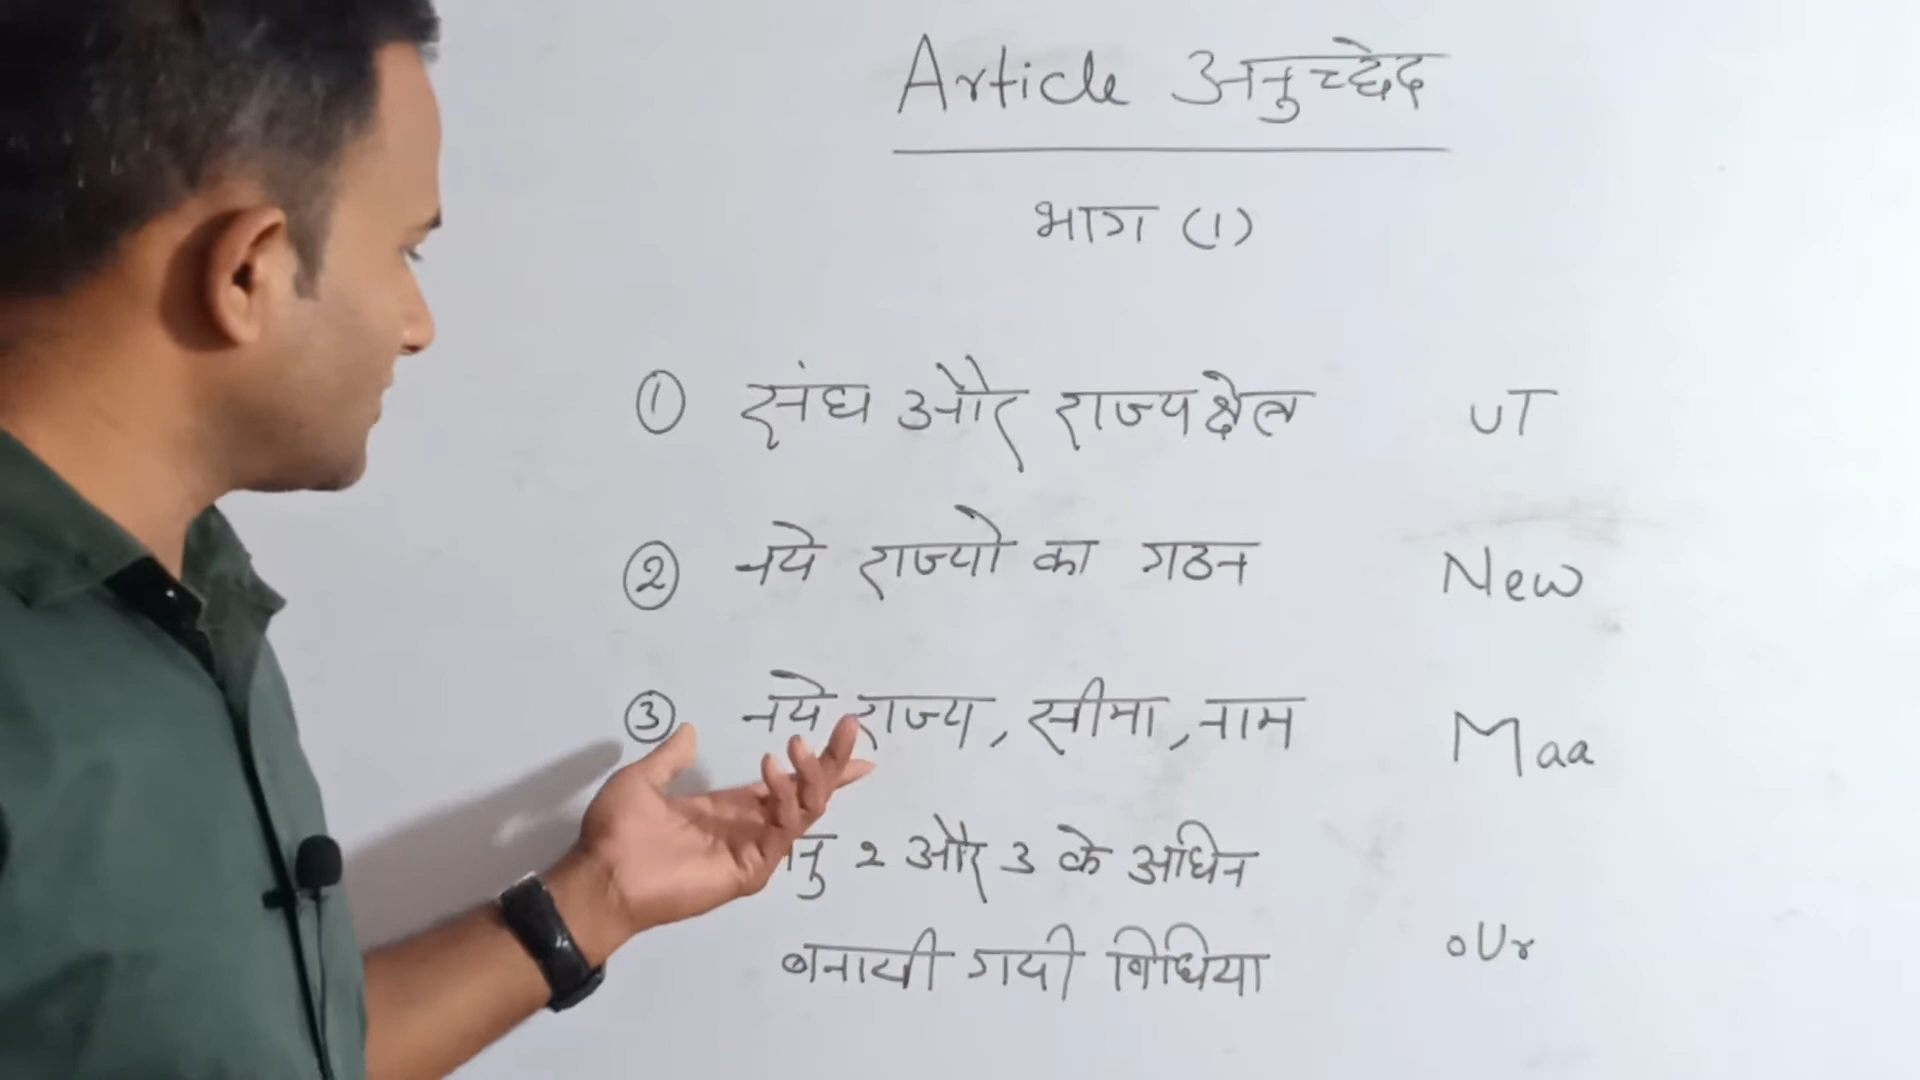 Article अनुच्छेद
भाग (1)
① संघ और राज्यक्षेत्र UT
② नये राज्यो का गठन New
③ नये राज्य, सीमा, नाम Maa
2 और 3 के अधिन
बनायी गयी विधिया oUr